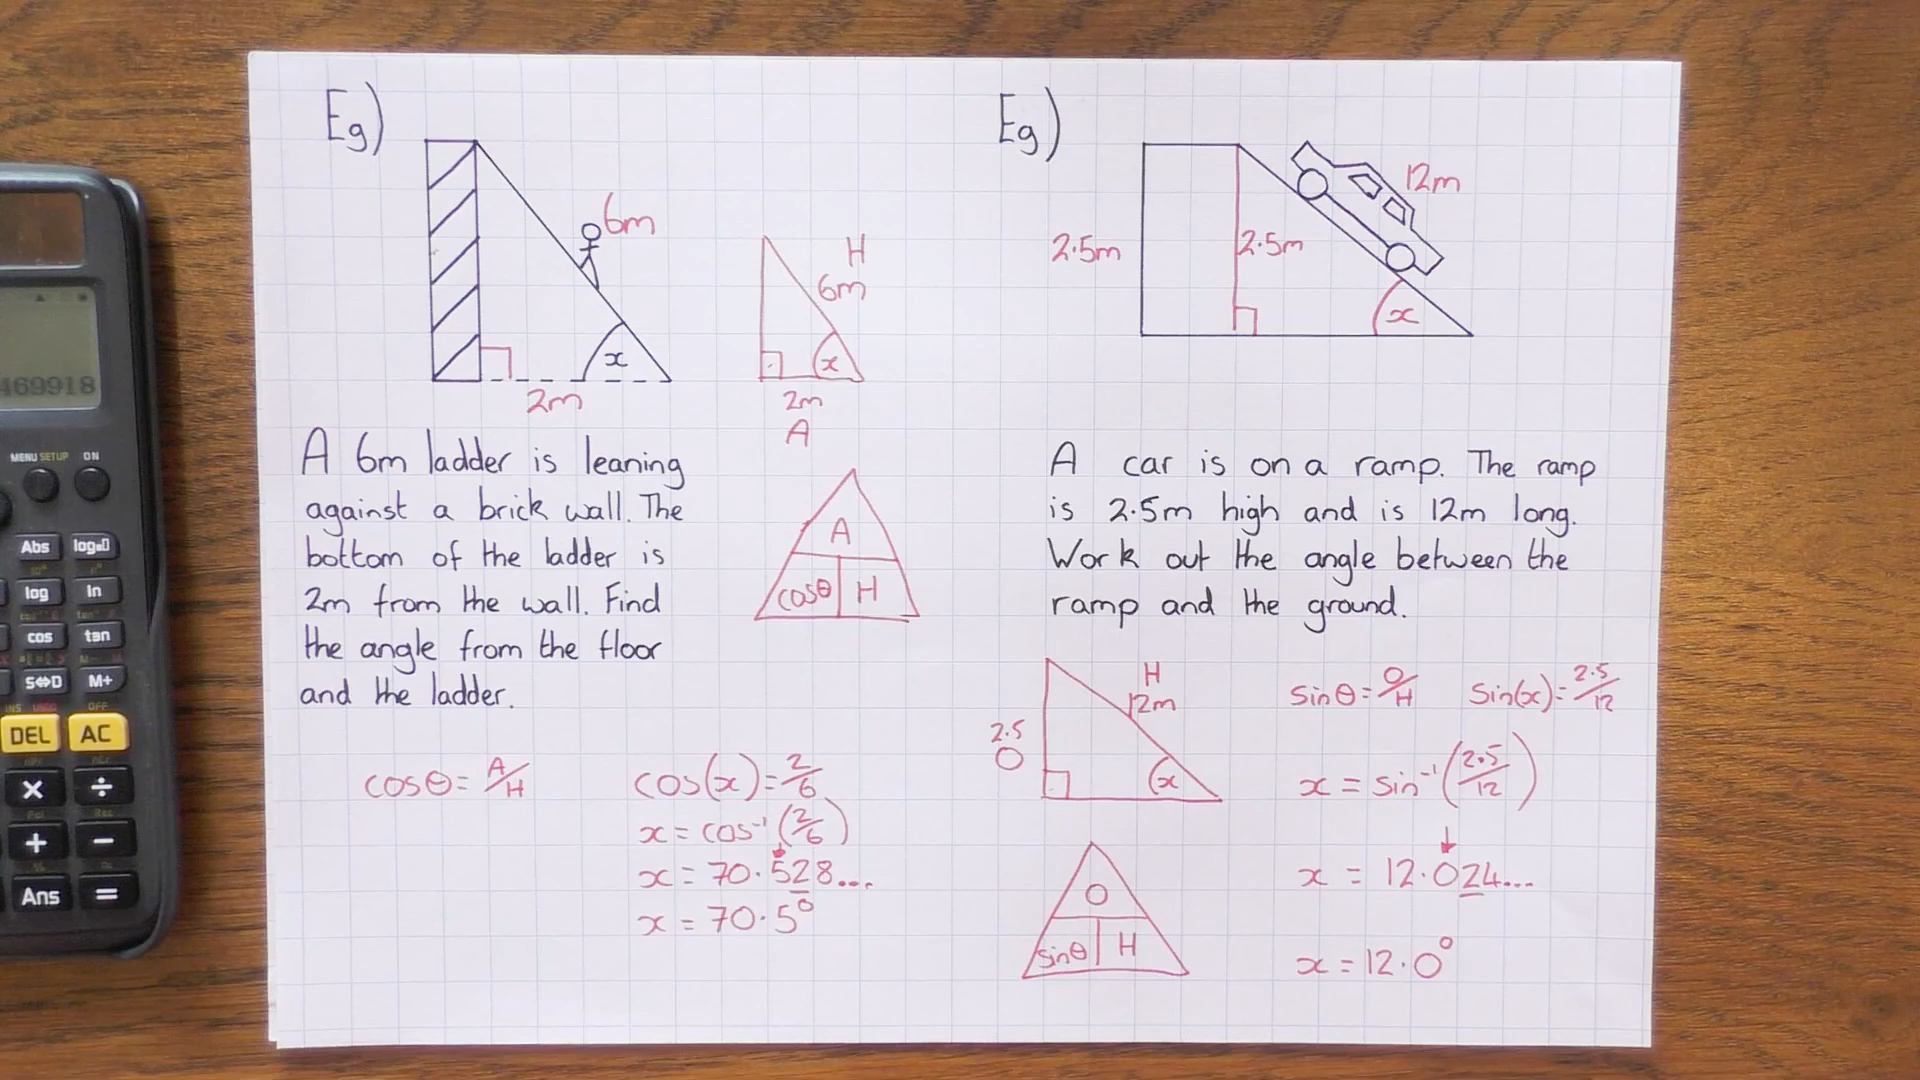 Eg)
6m
x
2m
H
6m
x
2m
A
A 6m ladder is leaning
against a brick wall. The
bottom of the ladder is
2m from the wall. Find
the angle from the floor
and the ladder.
A
cosθ H
cosθ = A/H
cos(x) = 2/6
x = cos⁻¹(2/6)
x = 70.528...
x = 70.5°
Eg)
12m
2.5m
2.5m
x
A car is on a ramp. The ramp
is 2.5m high and is 12m long.
Work out the angle between the
ramp and the ground.
H
12m
2.5
O
x
O
sinθ H
sinθ = O/H
sin(x) = 2.5/12
x = sin⁻¹(2.5/12)
x = 12.024...
x = 12.0°
469918
MENU SETUP ON
Abs log
log ln
cos tan
S⇔D M+
OFF
DEL AC
× ÷
+ −
Ans =